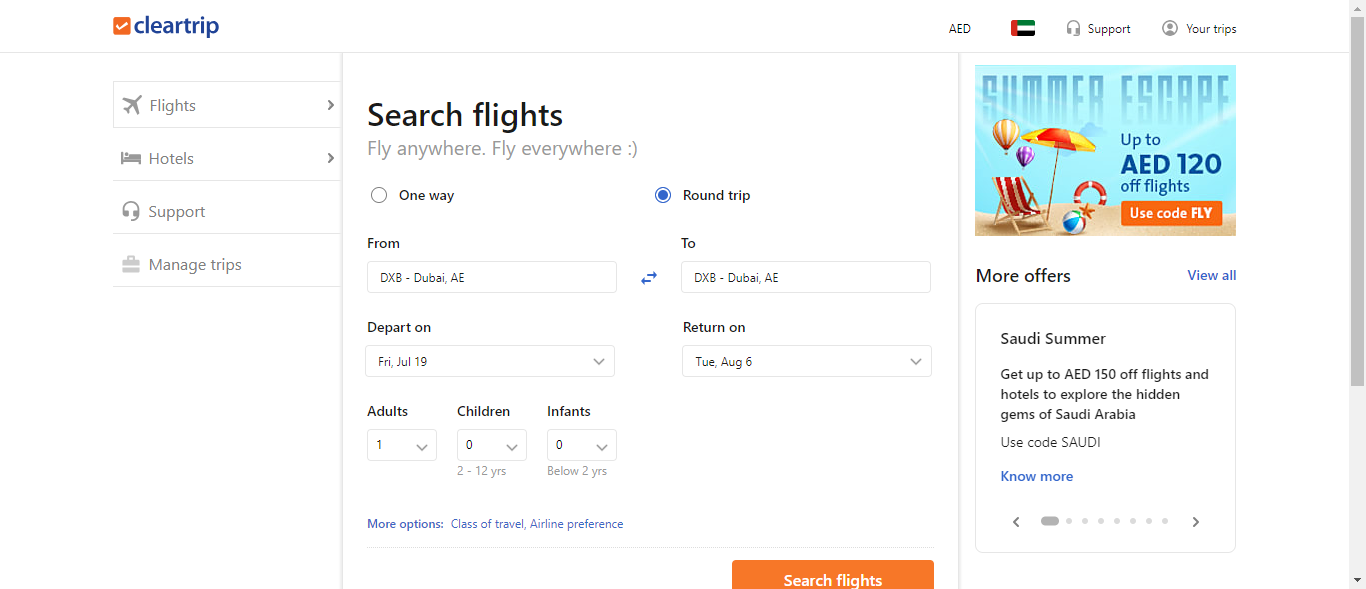 cleartrip
AED
Support
Your trips
Flights
Hotels
Support
Manage trips
Search flights
Fly anywhere. Fly everywhere :)
One way
Round trip
From
To
DXB - Dubai, AE
DXB - Dubai, AE
Depart on
Return on
Fri, Jul 19
Tue, Aug 6
Adults
Children
Infants
1
0
0
2 - 12 yrs
Below 2 yrs
More options: Class of travel, Airline preference
Search flights
SUMMER ESCAPE
Up to
AED 120
off flights
Use code FLY
More offers
View all
Saudi Summer
Get up to AED 150 off flights and
hotels to explore the hidden
gems of Saudi Arabia
Use code SAUDI
Know more